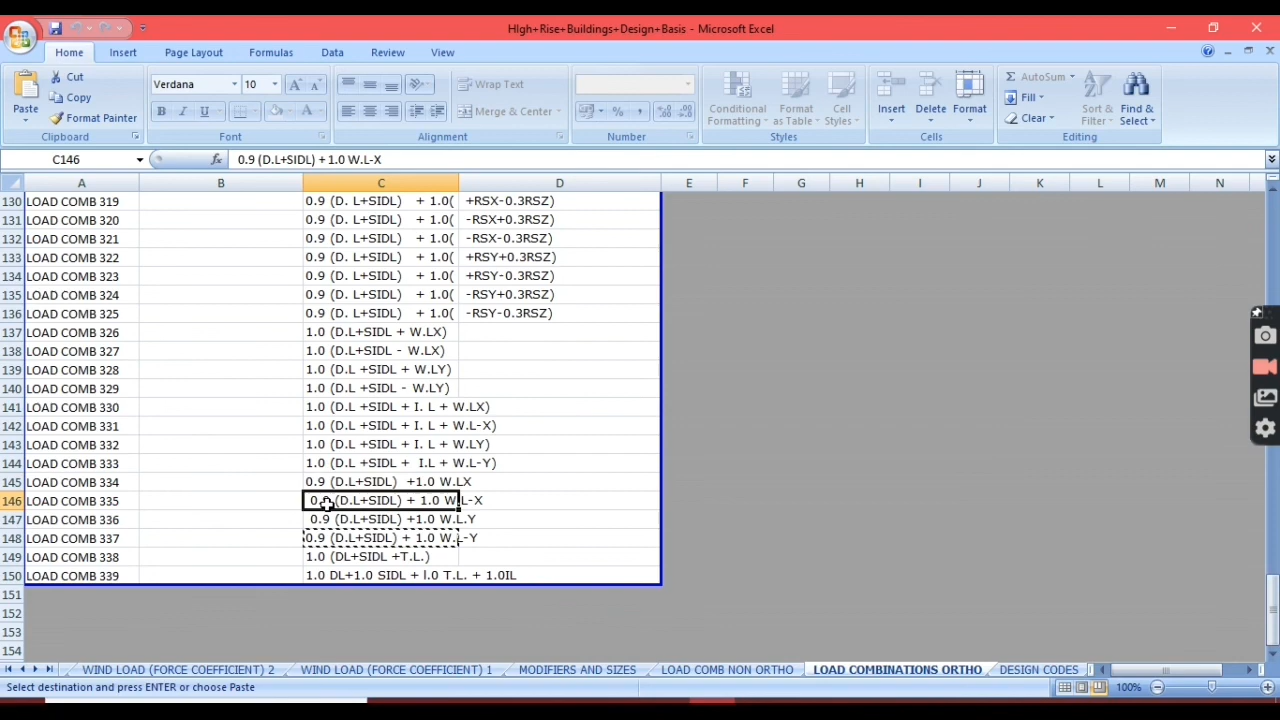 HIgh+Rise+Buildings+Design+Basis - Microsoft Excel
Home Insert Page Layout Formulas Data Review View
Paste Cut Copy Format Painter Clipboard
Verdana 10 B I U Font
Wrap Text Merge & Center Alignment
% , Number
Conditional Formatting Format as Table Cell Styles Styles
Insert Delete Format Cells
AutoSum Fill Clear Sort & Filter Find & Select Editing
C146 fx 0.9 (D.L+SIDL) + 1.0 W.L-X
A B C D E F G H I J K L M N
130 LOAD COMB 319 0.9 (D. L+SIDL) + 1.0( +RSX-0.3RSZ)
131 LOAD COMB 320 0.9 (D. L+SIDL) + 1.0( -RSX+0.3RSZ)
132 LOAD COMB 321 0.9 (D. L+SIDL) + 1.0( -RSX-0.3RSZ)
133 LOAD COMB 322 0.9 (D. L+SIDL) + 1.0( +RSY+0.3RSZ)
134 LOAD COMB 323 0.9 (D. L+SIDL) + 1.0( +RSY-0.3RSZ)
135 LOAD COMB 324 0.9 (D. L+SIDL) + 1.0( -RSY+0.3RSZ)
136 LOAD COMB 325 0.9 (D. L+SIDL) + 1.0( -RSY-0.3RSZ)
137 LOAD COMB 326 1.0 (D.L+SIDL + W.LX)
138 LOAD COMB 327 1.0 (D.L+SIDL - W.LX)
139 LOAD COMB 328 1.0 (D.L +SIDL + W.LY)
140 LOAD COMB 329 1.0 (D.L +SIDL - W.LY)
141 LOAD COMB 330 1.0 (D.L +SIDL + I. L + W.LX)
142 LOAD COMB 331 1.0 (D.L +SIDL + I. L + W.L-X)
143 LOAD COMB 332 1.0 (D.L +SIDL + I. L + W.LY)
144 LOAD COMB 333 1.0 (D.L +SIDL + I.L + W.L-Y)
145 LOAD COMB 334 0.9 (D.L+SIDL) +1.0 W.LX
146 LOAD COMB 335 0.9 (D.L+SIDL) + 1.0 W.L-X
147 LOAD COMB 336 0.9 (D.L+SIDL) +1.0 W.L.Y
148 LOAD COMB 337 0.9 (D.L+SIDL) + 1.0 W.L-Y
149 LOAD COMB 338 1.0 (DL+SIDL +T.L.)
150 LOAD COMB 339 1.0 DL+1.0 SIDL + l.0 T.L. + 1.0IL
151
152
153
154
WIND LOAD (FORCE COEFFICIENT) 2 WIND LOAD (FORCE COEFFICIENT) 1 MODIFIERS AND SIZES LOAD COMB NON ORTHO LOAD COMBINATIONS ORTHO DESIGN CODES
Select destination and press ENTER or choose Paste 100%